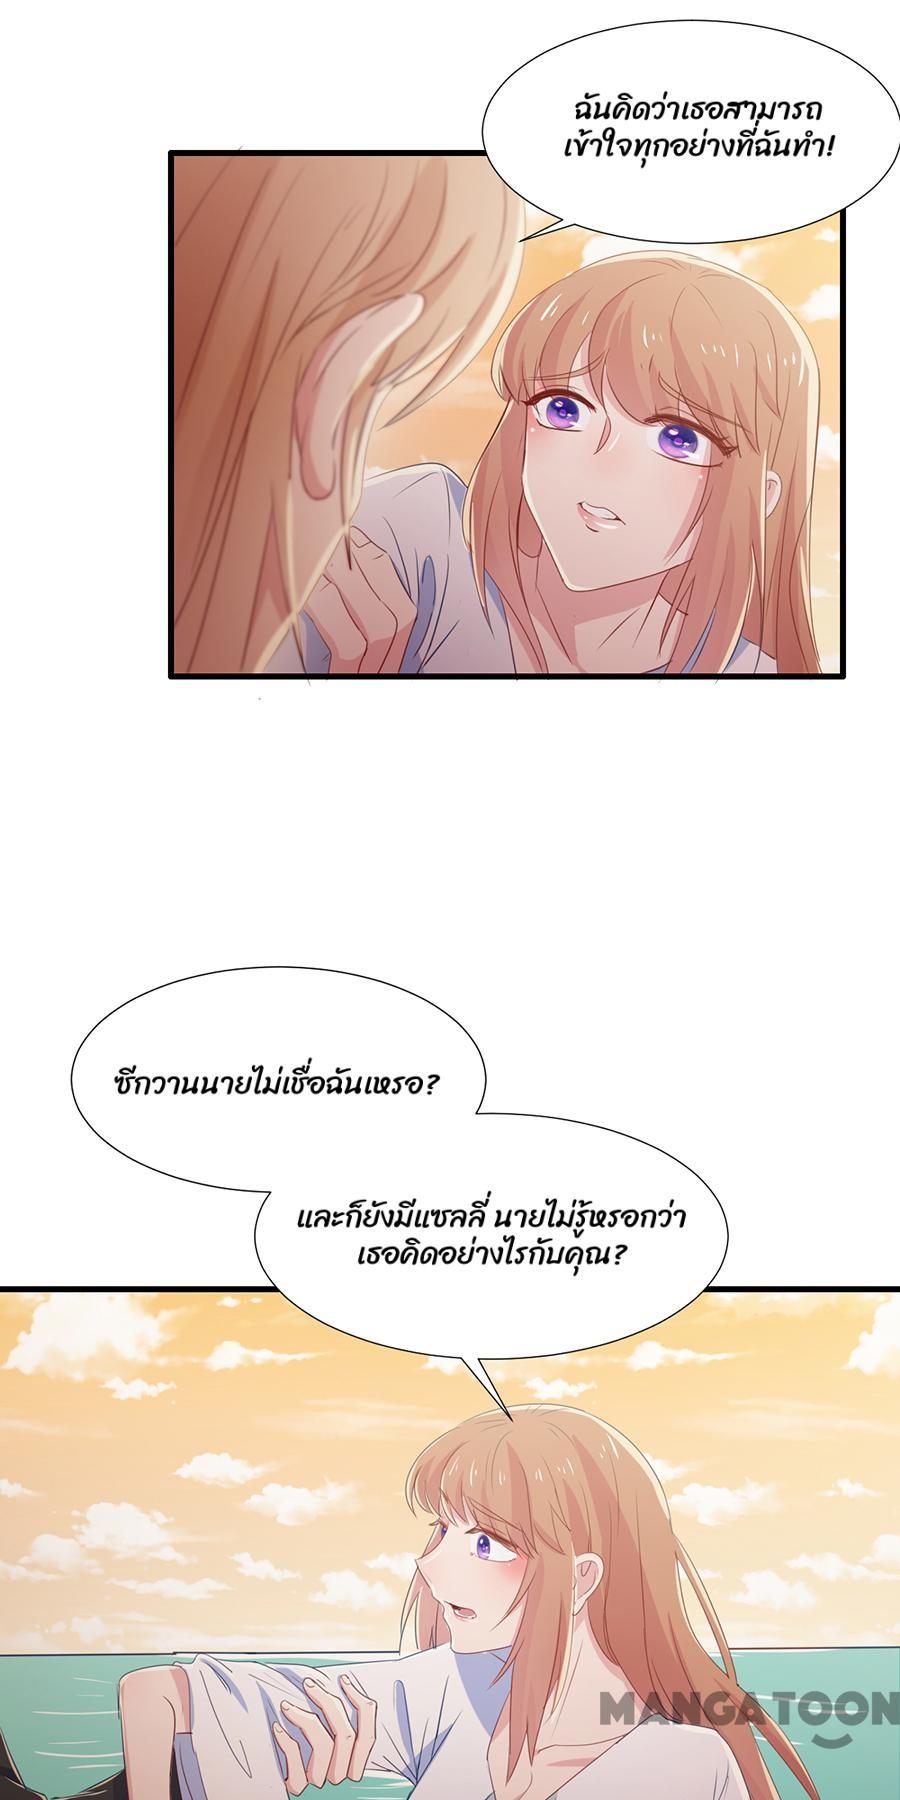 ฉันคิดว่าเธอสามารถ
เข้าใจทุกอย่างที่ฉันทำ!
ซีกวานนายไม่เชื่อฉันเหรอ?
และก็ยังมีแซลลี่ นายไม่รู้หรอกว่า
เธอคิดอย่างไรกับคุณ?
MANGATOON